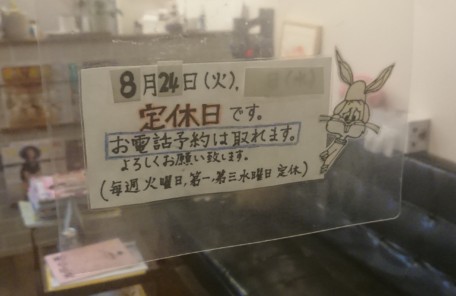 8月24日(火)、
定休日です。
お電話予約は取れます。
よろしくお願い致します。
(毎週火曜日、第一、第三水曜日定休)